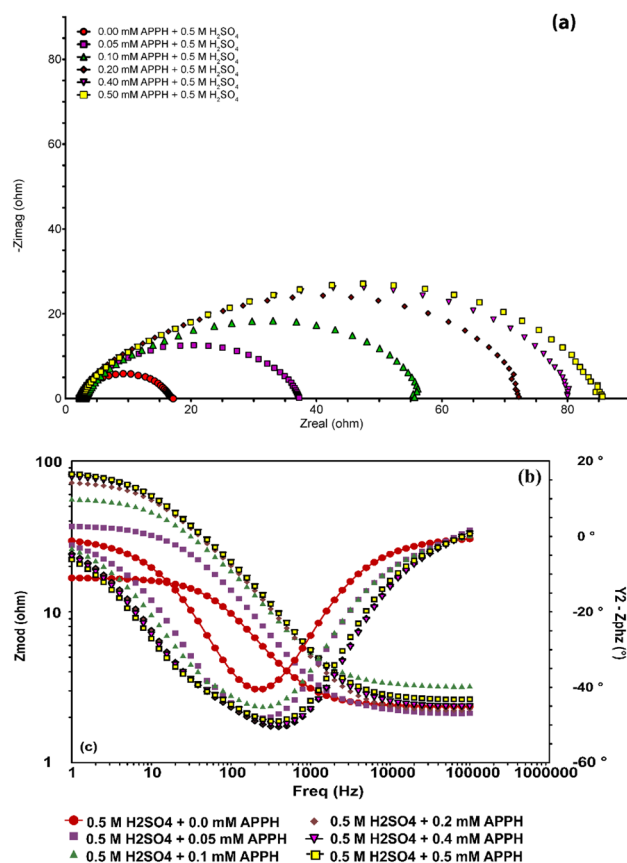 (a)
0.00 mM APPH + 0.5 M H₂SO₄
0.05 mM APPH + 0.5 M H₂SO₄
0.10 mM APPH + 0.5 M H₂SO₄
0.20 mM APPH + 0.5 M H₂SO₄
0.40 mM APPH + 0.5 M H₂SO₄
0.50 mM APPH + 0.5 M H₂SO₄
80
60
40
20
0
-Zimag (ohm)
0 20 40 60 80
Zreal (ohm)
(b)
100
10
1
Zmod (ohm)
20 °
0 °
-20 °
-40 °
-60 °
Y2 - Zphz (°)
(c)
1 10 100 1000 10000 100000 1000000
Freq (Hz)
0.5 M H2SO4 + 0.0 mM APPH
0.5 M H2SO4 + 0.2 mM APPH
0.5 M H2SO4 + 0.05 mM APPH
0.5 M H2SO4 + 0.4 mM APPH
0.5 M H2SO4 + 0.1 mM APPH
0.5 M H2SO4 + 0.5 mM APPH